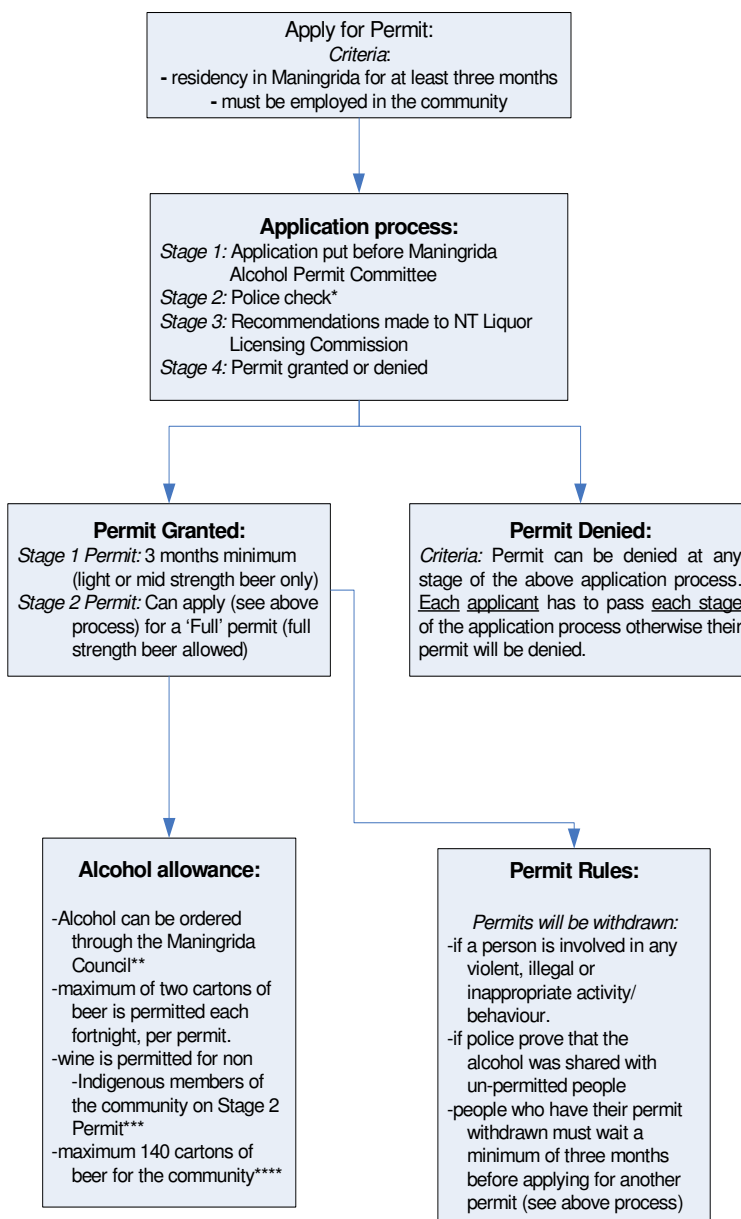 Apply for Permit:
Criteria:
- residency in Maningrida for at least three months
- must be employed in the community
Application process:
Stage 1: Application put before Maningrida
Alcohol Permit Committee
Stage 2: Police check*
Stage 3: Recommendations made to NT Liquor
Licensing Commission
Stage 4: Permit granted or denied
Permit Granted:
Stage 1 Permit: 3 months minimum
(light or mid strength beer only)
Stage 2 Permit: Can apply (see above
process) for a ‘Full’ permit (full
strength beer allowed)
Permit Denied:
Criteria: Permit can be denied at any
stage of the above application process.
Each applicant has to pass each stage
of the application process otherwise their
permit will be denied.
Alcohol allowance:
-Alcohol can be ordered
through the Maningrida
Council**
-maximum of two cartons of
beer is permitted each
fortnight, per permit.
-wine is permitted for non
-Indigenous members of
the community on Stage 2
Permit***
-maximum 140 cartons of
beer for the community****
Permit Rules:
Permits will be withdrawn:
-if a person is involved in any
violent, illegal or
inappropriate activity/
behaviour.
-if police prove that the
alcohol was shared with
un-permitted people
-people who have their permit
withdrawn must wait a
minimum of three months
before applying for another
permit (see above process)